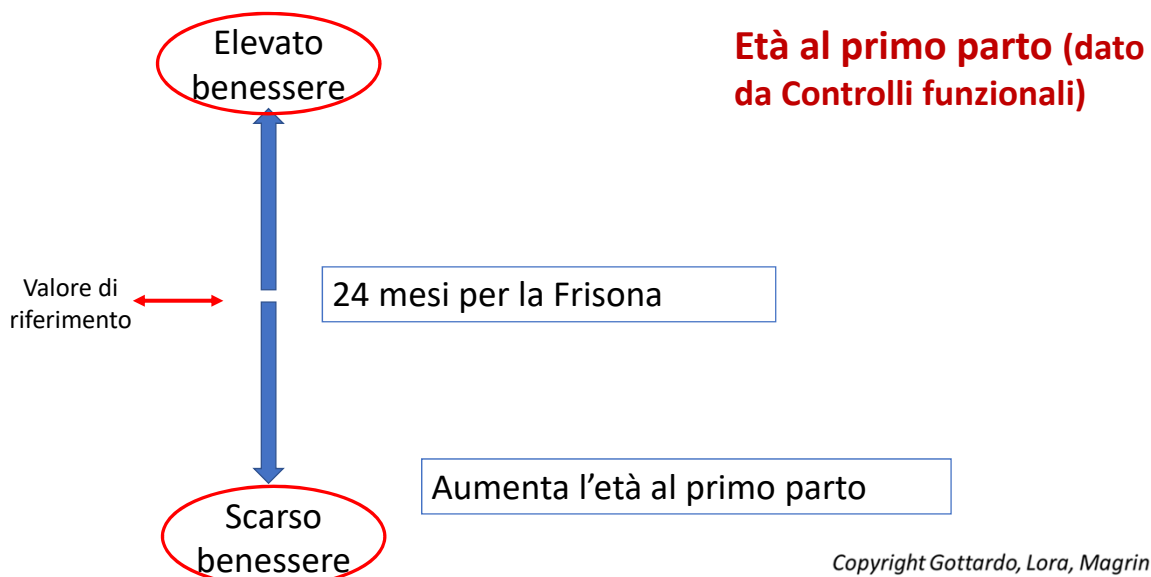 Elevato
benessere
Età al primo parto (dato
da Controlli funzionali)
Valore di
riferimento
24 mesi per la Frisona
Aumenta l'età al primo parto
Scarso
benessere
Copyright Gottardo, Lora, Magrin